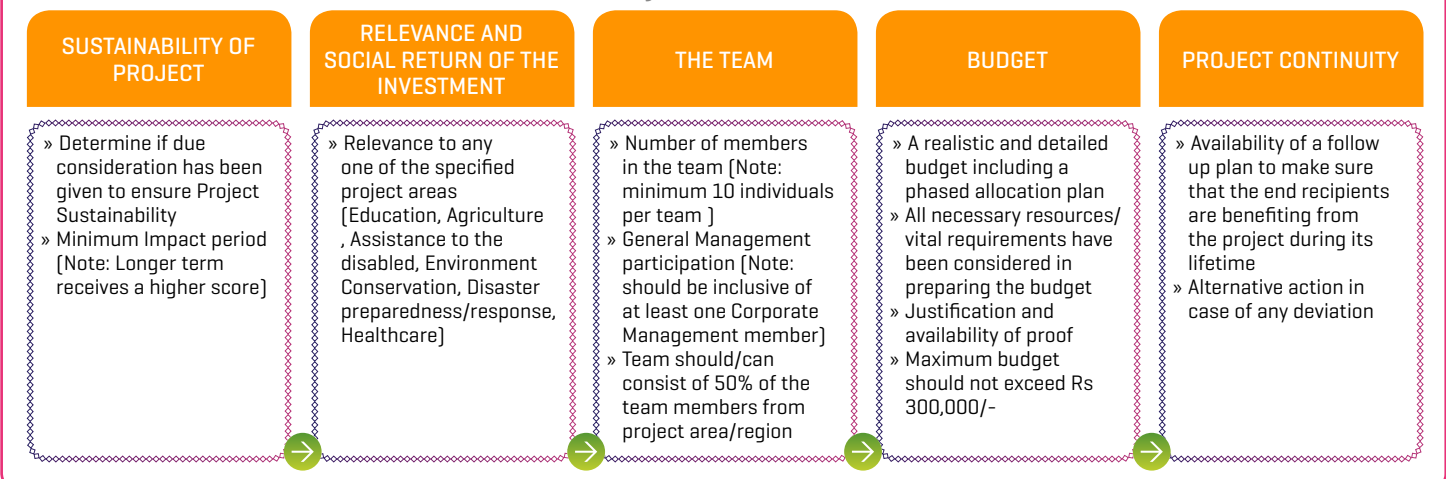 SUSTAINABILITY OF
PROJECT
» Determine if due
consideration has been
given to ensure Project
Sustainability
» Minimum Impact period
(Note: Longer term
receives a higher score)
RELEVANCE AND
SOCIAL RETURN OF THE
INVESTMENT
» Relevance to any
one of the specified
project areas
(Education, Agriculture
, Assistance to the
disabled, Environment
Conservation, Disaster
preparedness/response,
Healthcare)
THE TEAM
» Number of members
in the team (Note:
minimum 10 individuals
per team )
» General Management
participation (Note:
should be inclusive of
at least one Corporate
Management member)
» Team should/can
consist of 50% of the
team members from
project area/region
BUDGET
» A realistic and detailed
budget including a
phased allocation plan
» All necessary resources/
vital requirements have
been considered in
preparing the budget
» Justification and
availability of proof
» Maximum budget
should not exceed Rs
300,000/-
PROJECT CONTINUITY
» Availability of a follow
up plan to make sure
that the end recipients
are benefiting from
the project during its
lifetime
» Alternative action in
case of any deviation